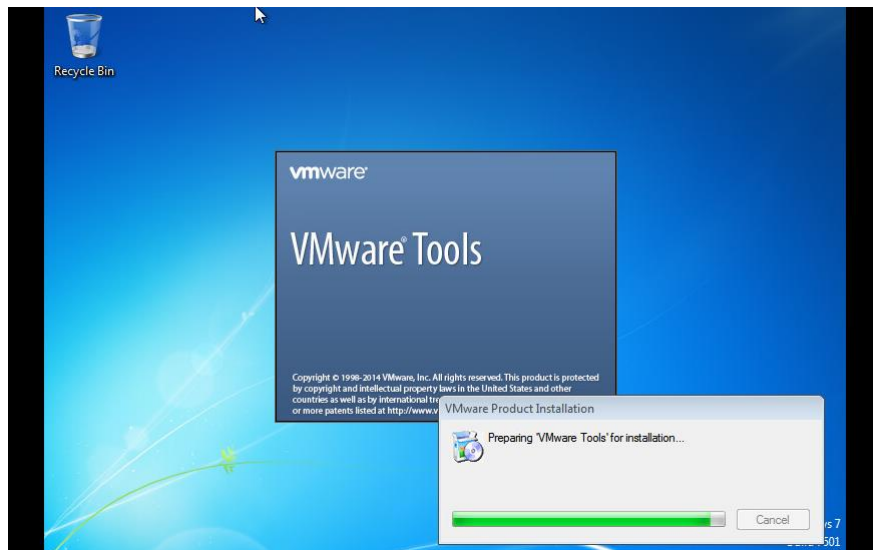 Recycle Bin
vmware®
VMware® Tools
Copyright © 1998-2014 VMware, Inc. All rights reserved. This product is protected
by copyright and intellectual property laws in the United States and other
countries as well as by international
or more patents listed at
VMware Product Installation
Preparing 'VMware Tools' for installation...
Cancel
7